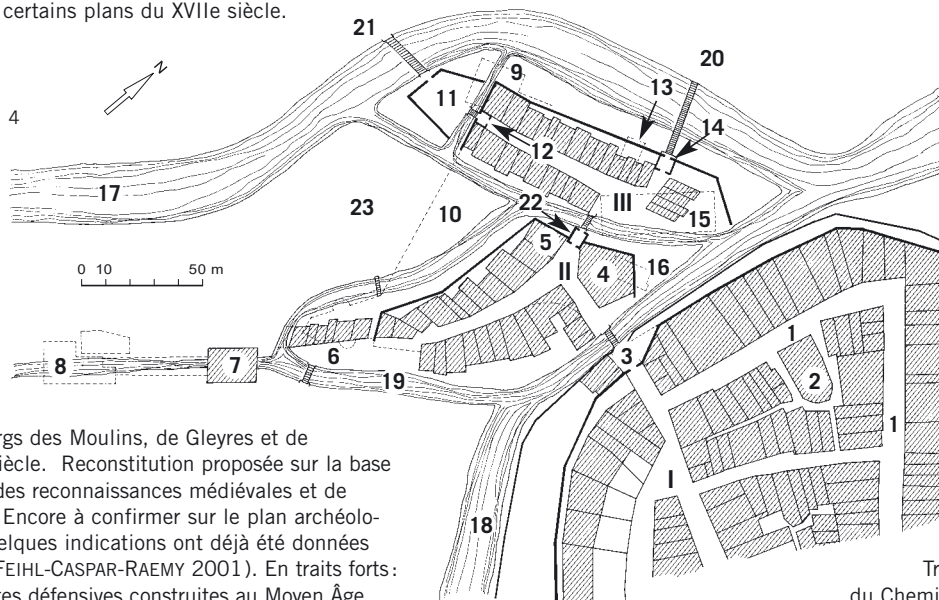 certains plans du XVIIe siècle.
21
20
N
9
13
11
14
4
12
17
III
22
23
10
15
5
II
4
16
0 10 50 m
1
3
6
7
8
2
19
1
I
rgs des Moulins, de Gleyres et de
iècle. Reconstitution proposée sur la base
des reconnaissances médiévales et de
Encore à confirmer sur le plan archéolo-
elques indications ont déjà été données
FEIHL-CASPAR-RAEMY 2001). En traits forts:
res défensives construites au Moyen Âge
18
Tr
du Chemi